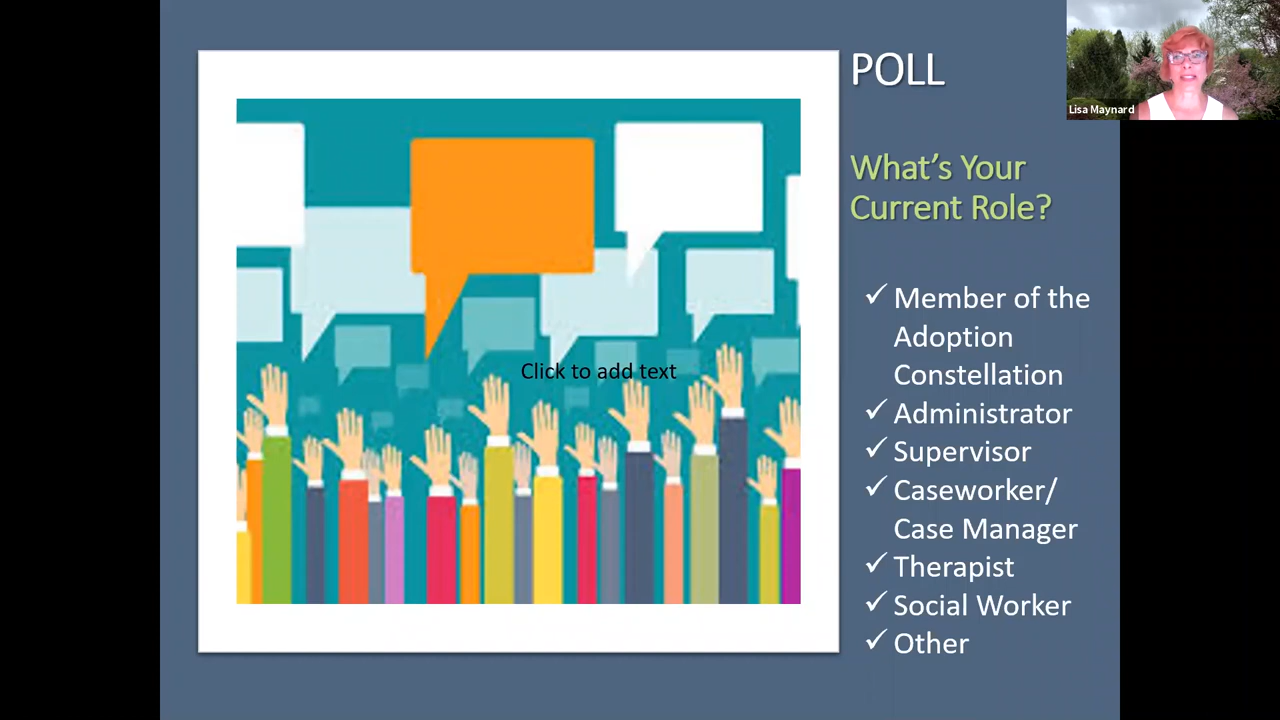 POLL
Lisa Maynard
What's Your
Current Role?
✓ Member of the
Adoption
Constellation
✓ Administrator
✓ Supervisor
✓ Caseworker/
Case Manager
✓ Therapist
✓ Social Worker
✓ Other
Click to add text